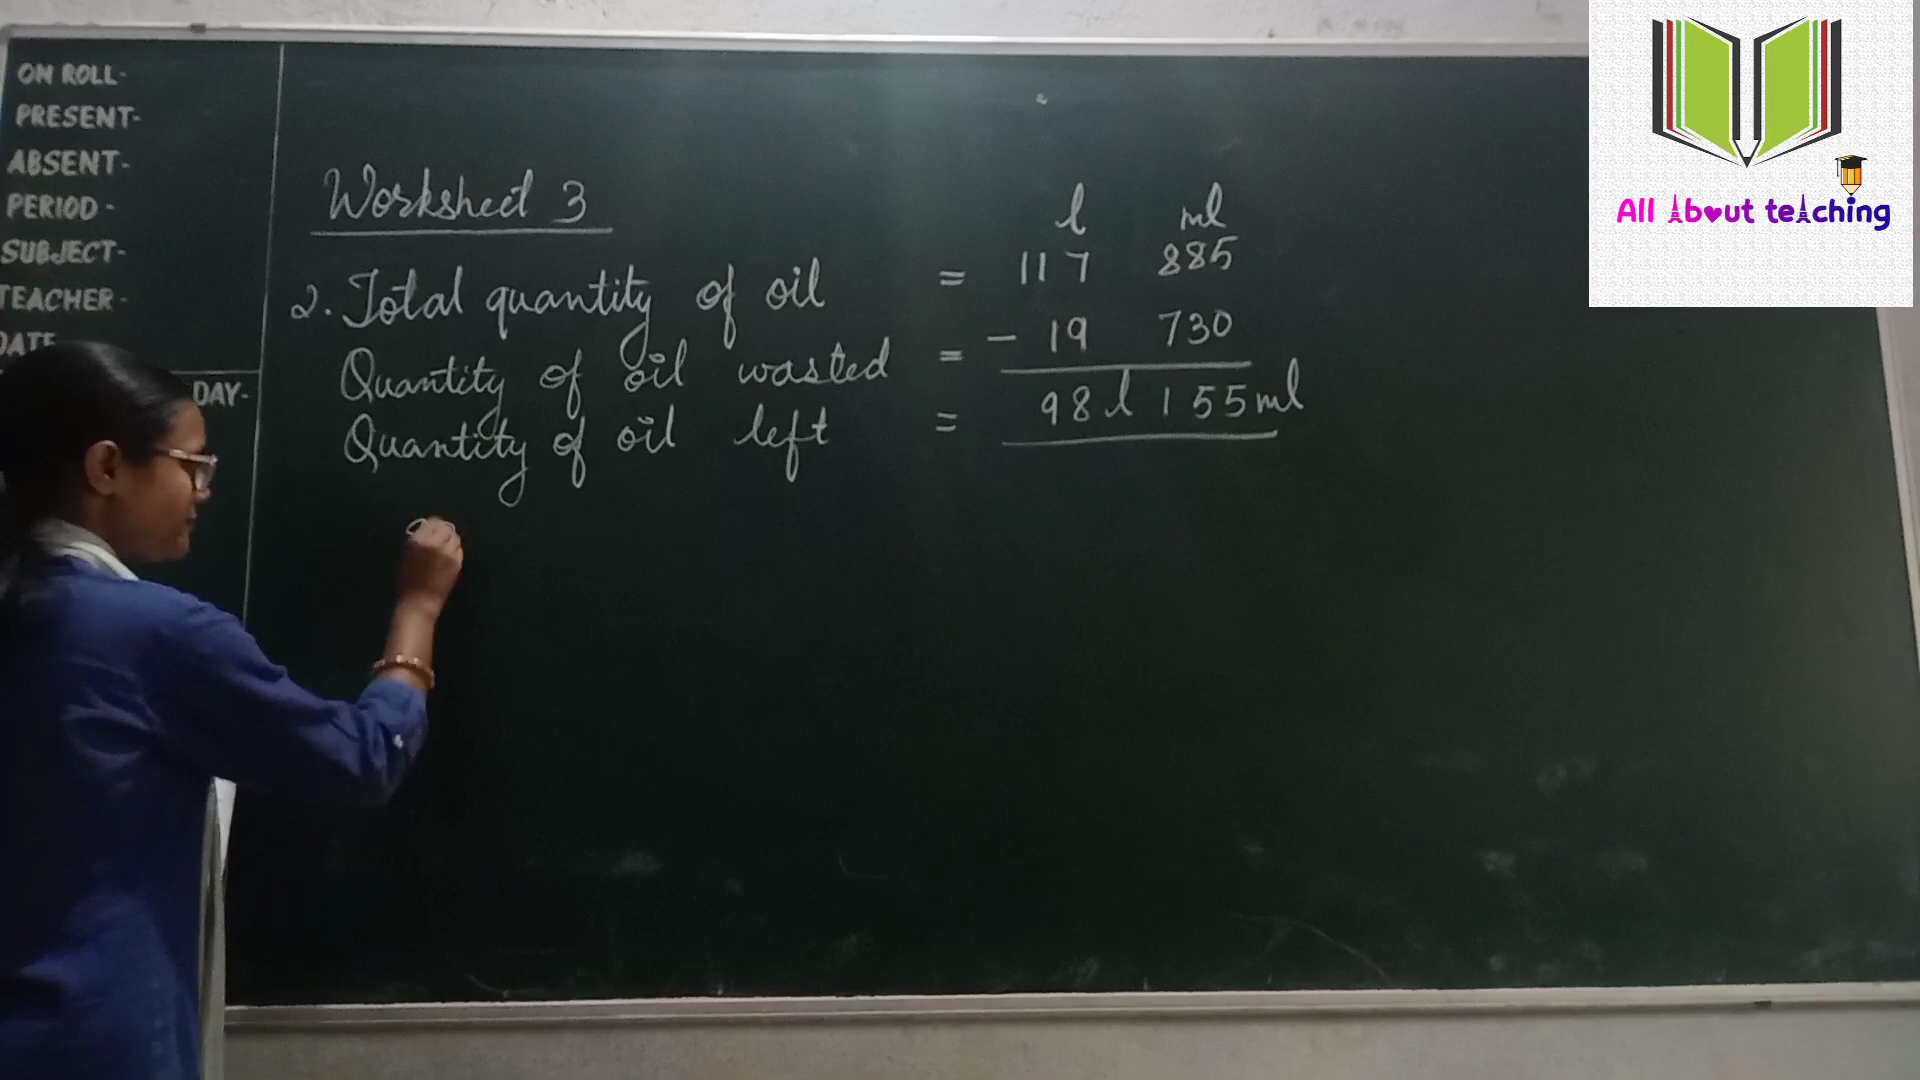 ON ROLL-
PRESENT-
ABSENT-
PERIOD -
SUBJECT-
TEACHER -
DATE
DAY-
Worksheet 3
l ml
2. Total quantity of oil = 117 885
Quantity of oil wasted = - 19 730
Quantity of oil left = 98 l 155 ml
All About teaching